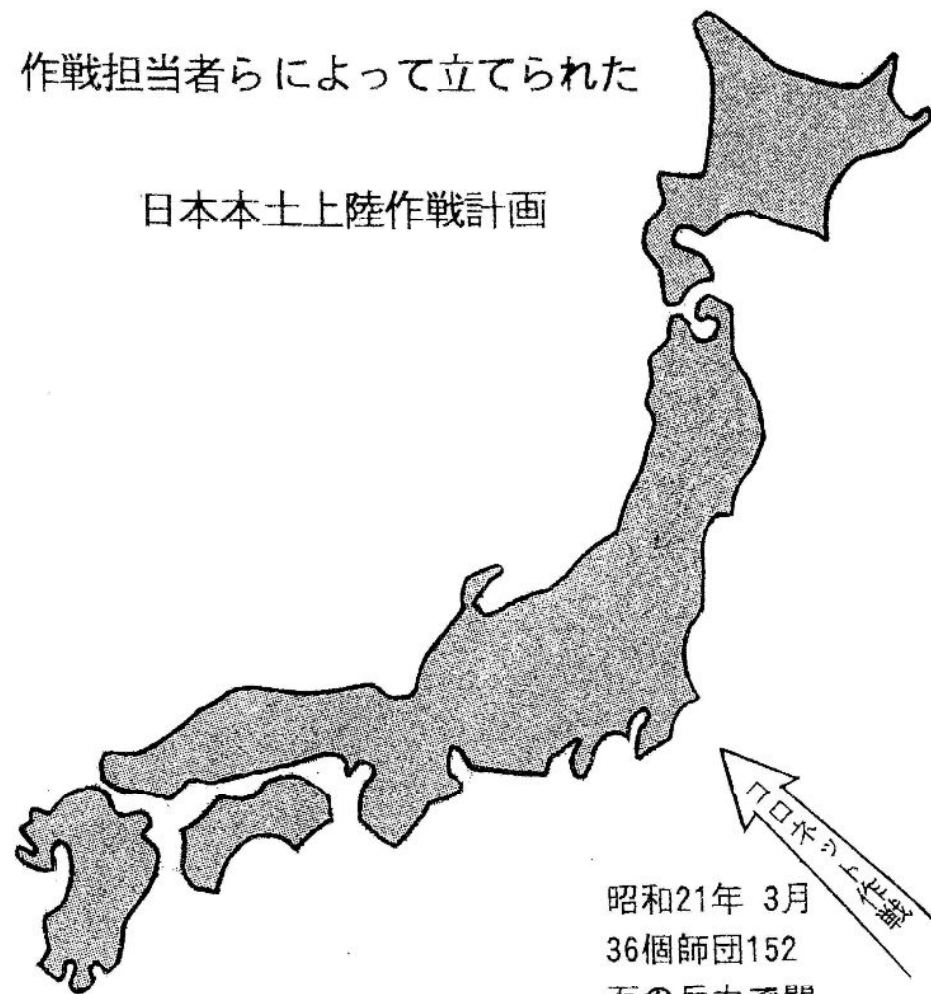 作戦担当者らによって立てられた
日本本土上陸作戦計画
コロネット作戦
昭和21年 3月
36個師団152